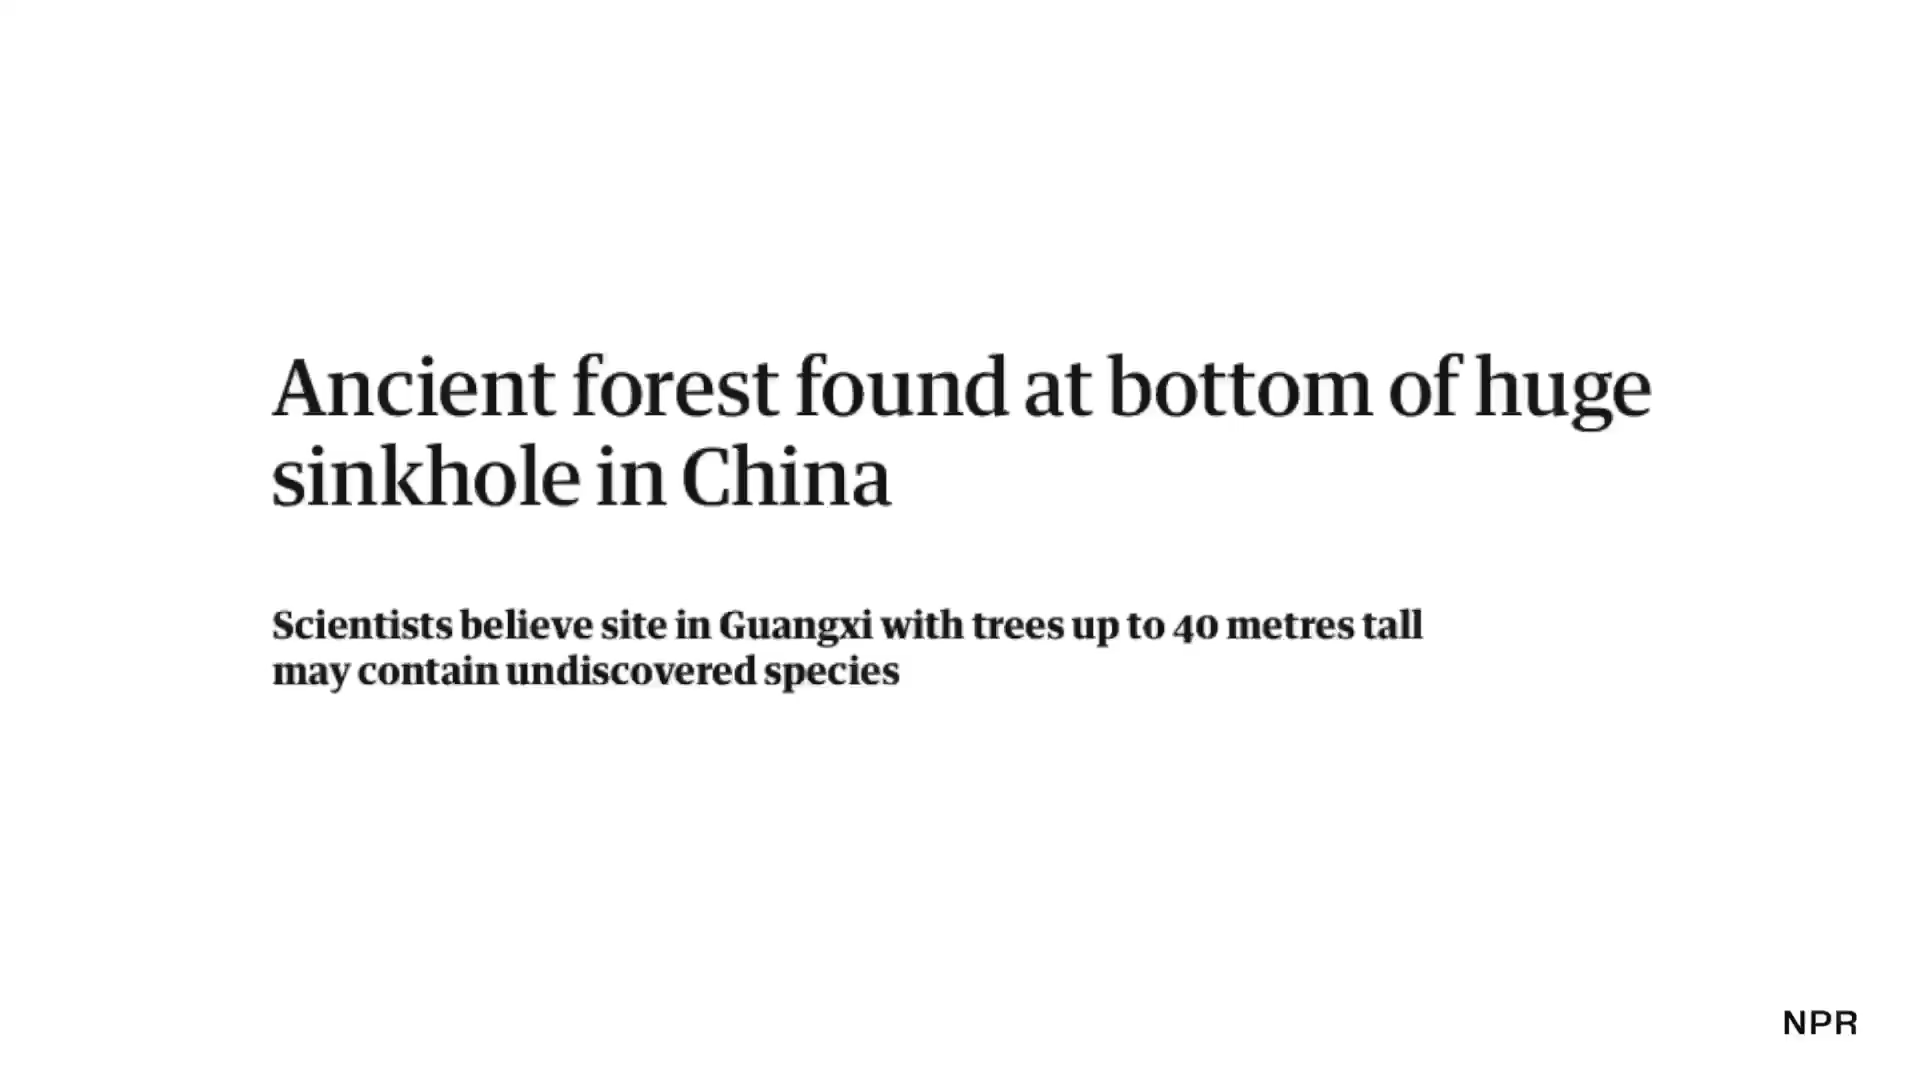 Ancient forest found at bottom of huge
sinkhole in China
Scientists believe site in Guangxi with trees up to 40 metres tall
may contain undiscovered species
NPR